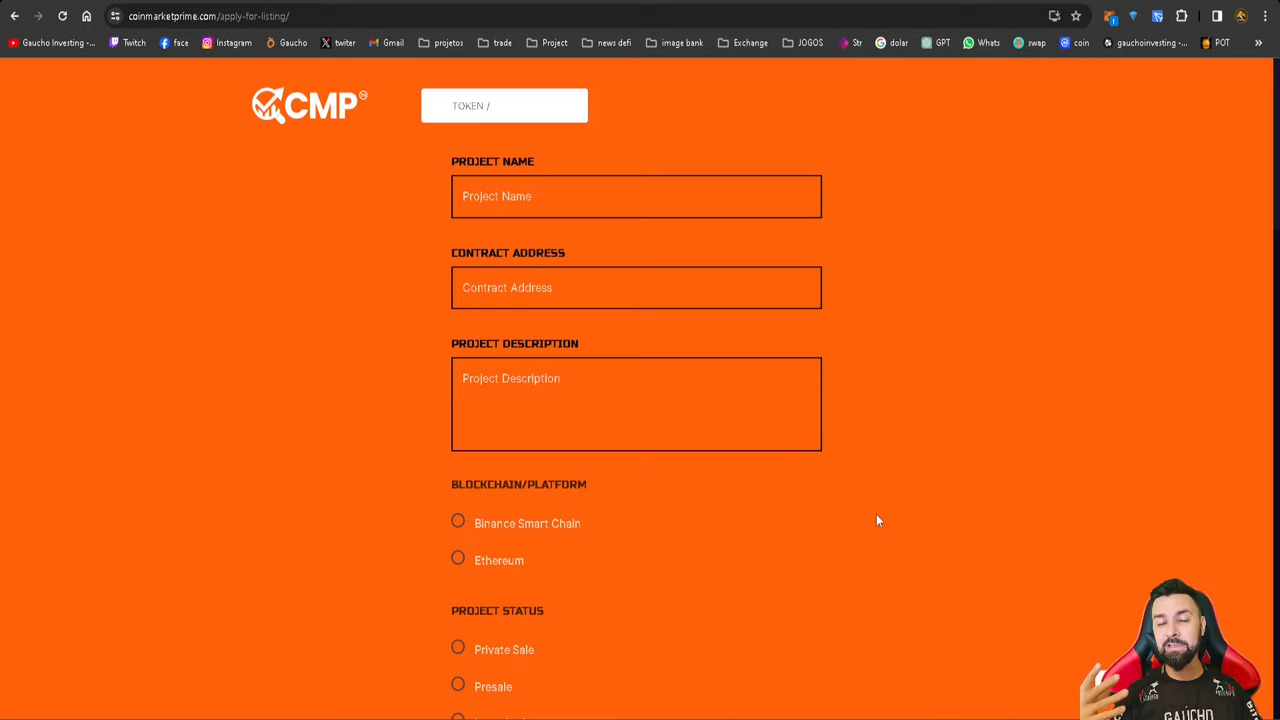 coinmarketprime.com/apply-for-listing/
Gaucho Investing -... Twitch face Instagram Gaucho twiter Gmail projetos trade Project news defi image bank Exchange JOGOS Str dolar GPT Whats swap coin gauchoinvesting -... POT
CMP TOKEN /
PROJECT NAME
Project Name
CONTRACT ADDRESS
Contract Address
PROJECT DESCRIPTION
Project Description
BLOCKCHAIN/PLATFORM
Binance Smart Chain
Ethereum
PROJECT STATUS
Private Sale
Presale
GAÚCHO